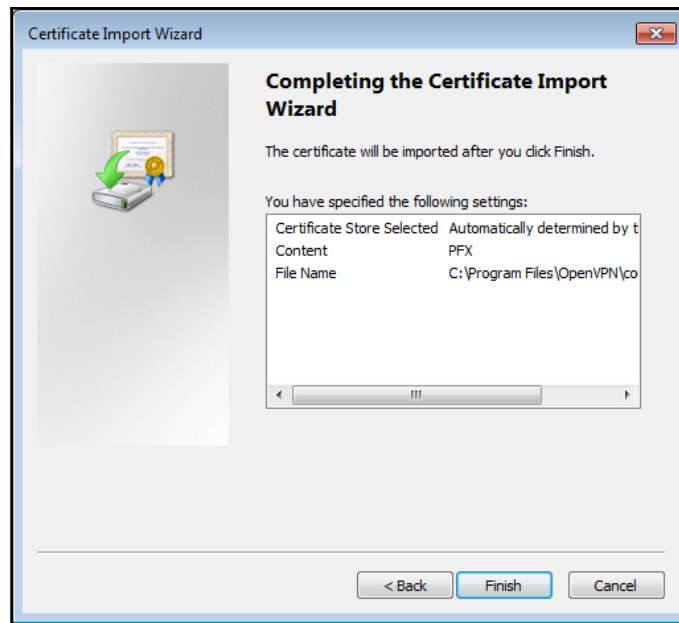 Certificate Import Wizard
Completing the Certificate Import
Wizard
The certificate will be imported after you click Finish.
You have specified the following settings:
Certificate Store Selected Automatically determined by t
Content PFX
File Name C:\Program Files\OpenVPN\co
< Back Finish Cancel